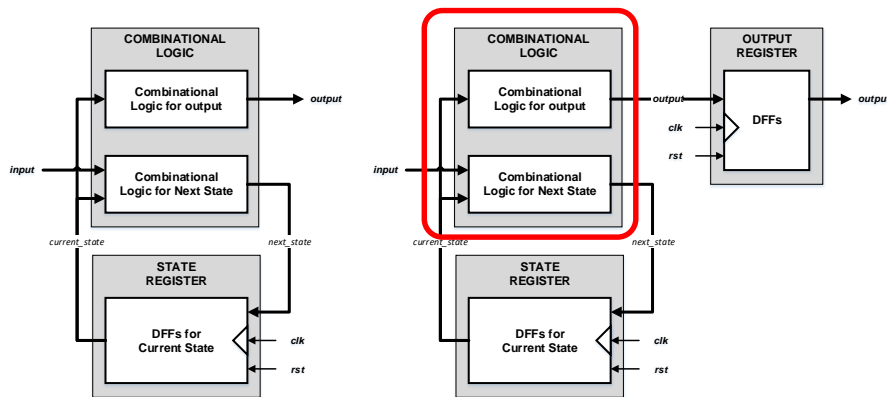 COMBINATIONAL
LOGIC
Combinational
Logic for output
output
input
Combinational
Logic for Next State
current_state
next_state
STATE
REGISTER
DFFs for
Current State
clk
rst
COMBINATIONAL
LOGIC
Combinational
Logic for output
output
input
Combinational
Logic for Next State
current_state
next_state
STATE
REGISTER
DFFs for
Current State
clk
rst
OUTPUT
REGISTER
DFFs
clk
rst
outpu